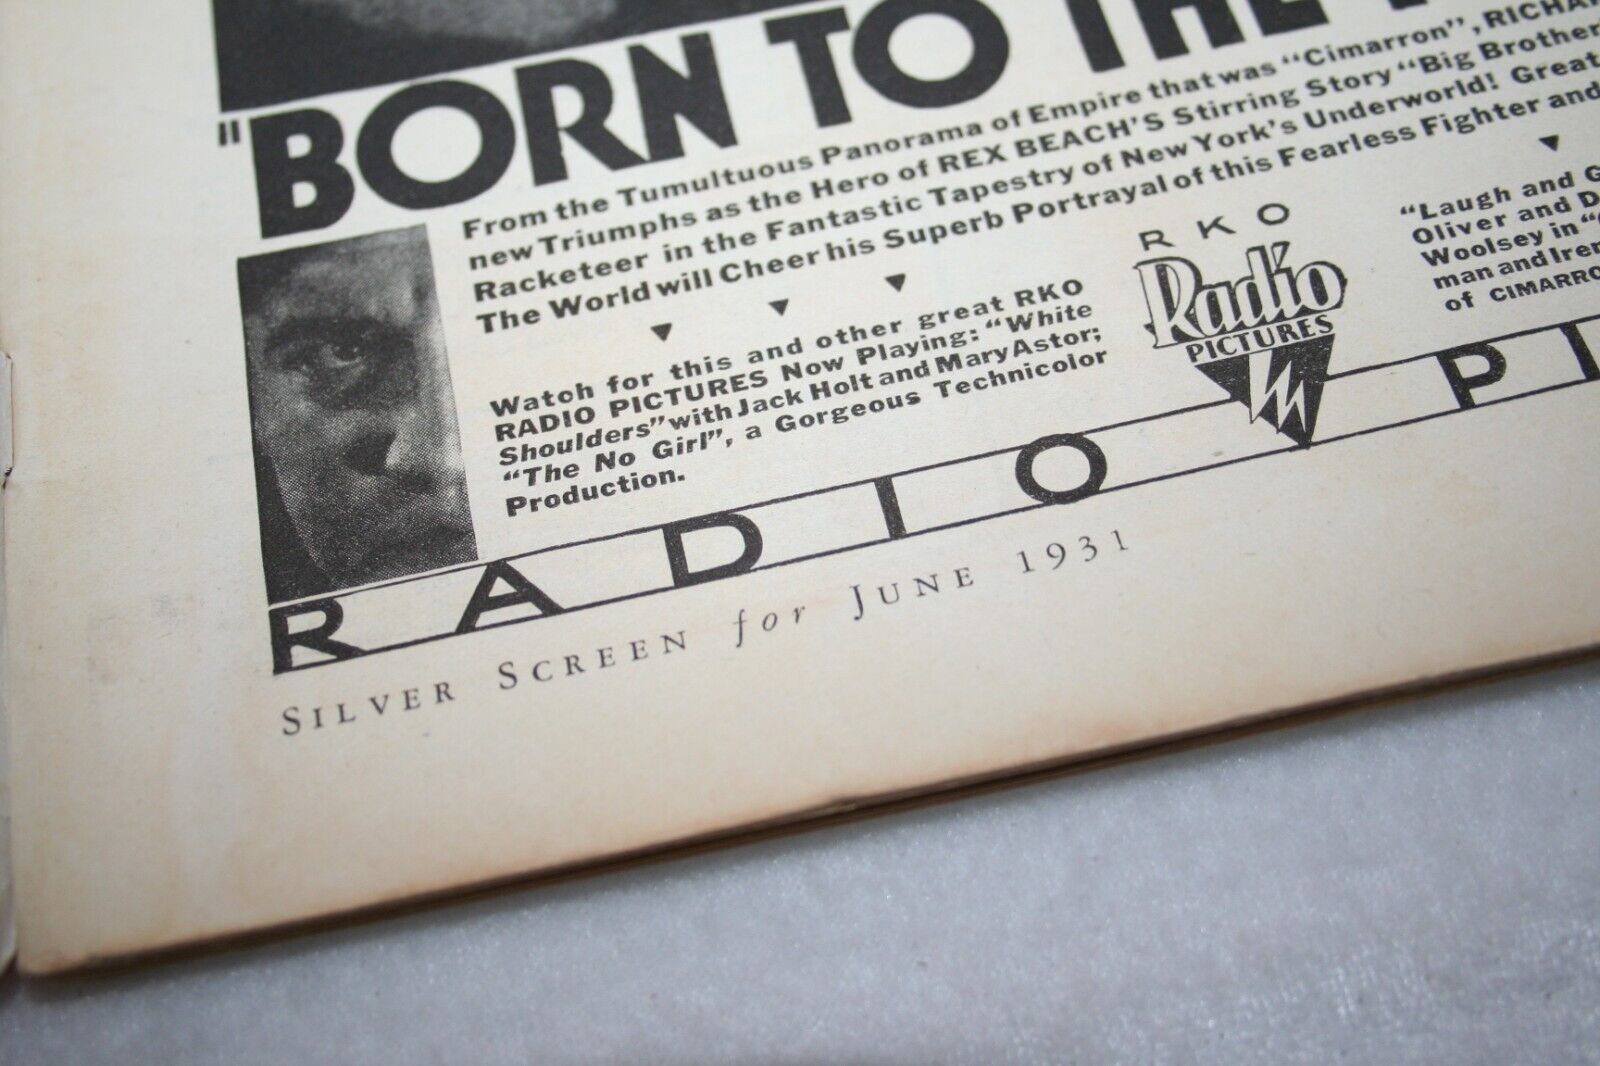 "BORN TO THE
From the Tumultuous Panorama of Empire that was "Cimarron", RICHA
new Triumphs as the Hero of REX BEACH'S Stirring Story "Big Brother
Racketeer in the Fantastic Tapestry of New York's Underworld! Great
The World will Cheer his Superb Portrayal of this Fearless Fighter and
Watch for this and other great RKO
RADIO PICTURES Now Playing: "White
Shoulders" with Jack Holt and Mary Astor;
"The No Girl", a Gorgeous Technicolor
Production.
RKO
Radio
PICTURES
"Laugh and G
Oliver and D
Woolsey in "
man and Iren
of CIMARRO
RADIO PI
SILVER SCREEN for JUNE 1931